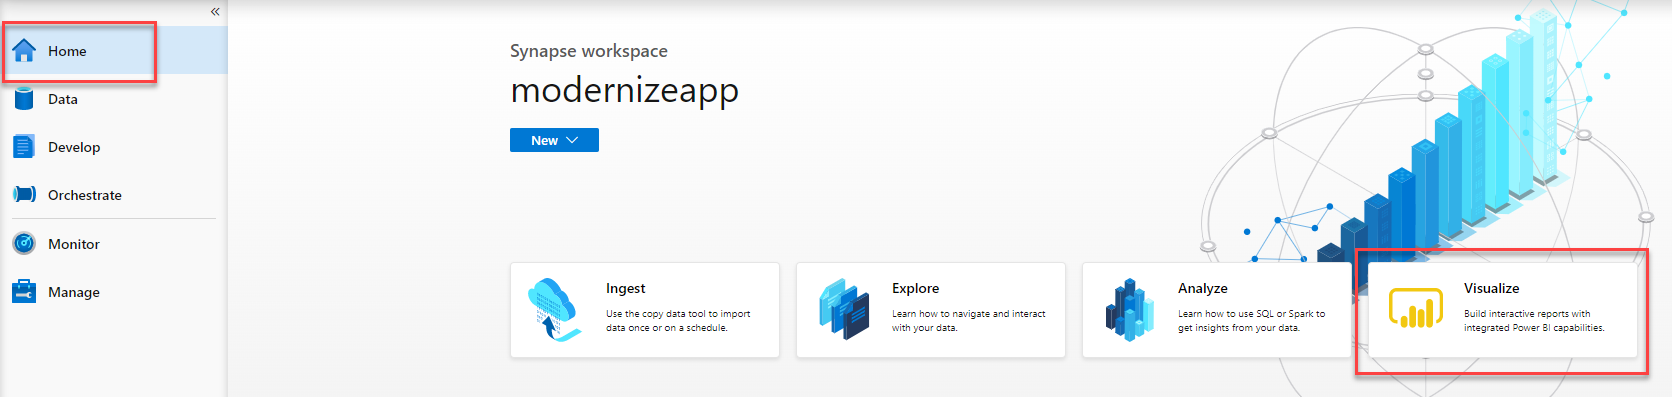 Home
Data
Develop
Orchestrate
Monitor
Manage
Synapse workspace
modernizeapp
New
Ingest
Use the copy data tool to import
data once or on a schedule.
Explore
Learn how to navigate and interact
with your data.
Analyze
Learn how to use SQL or Spark to
get insights from your data.
Visualize
Build interactive reports with
integrated Power BI capabilities.